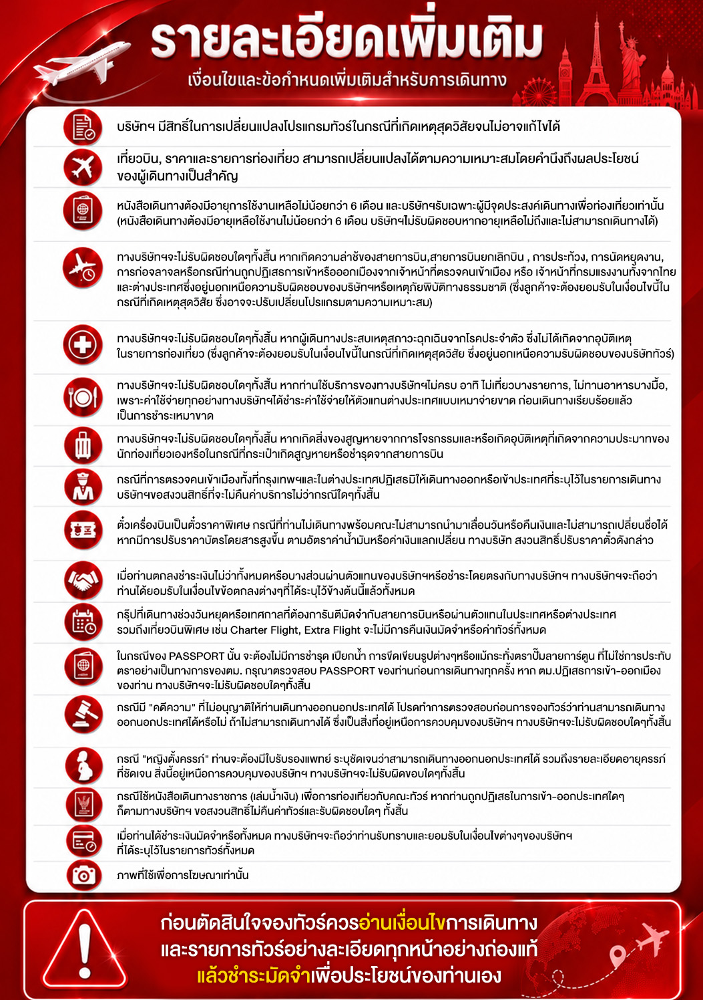 รายละเอียดเพิ่มเติม
เงื่อนไขและข้อกำหนดเพิ่มเติมสำหรับการเดินทาง
บริษัทฯ มีสิทธิ์ในการเปลี่ยนแปลงโปรแกรมทัวร์ในกรณีที่เกิดเหตุสุดวิสัยจนไม่อาจแก้ไขได้
เที่ยวบิน, ราคาและรายการท่องเที่ยว สามารถเปลี่ยนแปลงได้ตามความเหมาะสมโดยคำนึงถึงผลประโยชน์
ของผู้เดินทางเป็นสำคัญ
หนังสือเดินทางต้องมีอายุการใช้งานเหลือไม่น้อยกว่า 6 เดือน และบริษัทฯรับเฉพาะผู้มีจุดประสงค์เดินทางเพื่อท่องเที่ยวเท่านั้น
(หนังสือเดินทางต้องมีอายุเหลือใช้งานไม่น้อยกว่า 6 เดือน บริษัทฯไม่รับผิดชอบหากอายุเหลือไม่ถึงและไม่สามารถเดินทางได้)
ทางบริษัทฯจะไม่รับผิดชอบใดๆทั้งสิ้น หากเกิดความล่าช้ของสายการบิน,สายการบินยกเลิกบิน , การประท้วง, การนัดหยุดงาน,
การก่อจลาจลหรือกรณีท่านถูกปฏิเสธการเข้าหรือออกเมืองจากเจ้าหน้าที่ตรวจคนเข้าเมือง หรือ เจ้าหน้าที่กรมแรงงานทั้งจากไทย
และต่างประเทศซึ่งอยู่นอกเหนือความรับผิดชอบของบริษัทฯหรือเหตุภัยพิบัติทางธรรมชาติ (ซึ่งลูกค้าจะต้องยอมรับในเงื่อนไขนี้ใน
กรณีที่เกิดเหตุสุดวิสัย ซึ่งอาจจะปรับเปลี่ยนโปรแกรมตามความเหมาะสม)
ทางบริษัทฯจะไม่รับผิดชอบใดๆทั้งสิ้น หากผู้เดินทางประสบเหตุสภาวะฉุกเฉินจากโรคประจำตัว ซึ่งไม่ได้เกิดจากอุบัติเหตุ
ในรายการท่องเที่ยว (ซึ่งลูกค้าจะต้องยอมรับในเงื่อนไขนี้ในกรณีที่เกิดเหตุสุดวิสัย ซึ่งอยู่นอกเหนือความรับผิดชอบของบริษัททัวร์)
ทางบริษัทฯจะไม่รับผิดชอบใดๆทั้งสิ้น หากท่านใช้บริการของทางบริษัทฯไม่ครบ อาทิ ไม่เที่ยวบางรายการ, ไม่ทานอาหารบางมื้อ,
เพราะค่าใช้จ่ายทุกอย่างทางบริษัทฯได้ชำระค่าใช้จ่ายให้ตัวแทนต่างประเทศแบบเหมาจ่ายขาด ก่อนเดินทางเรียบร้อยแล้ว
เป็นการชำระเหมาขาด
ทางบริษัทฯจะไม่รับผิดชอบใดๆทั้งสิ้น หากเกิดสิ่งของสูญหายจากการโจรกรรมและหรือเกิดอุบัติเหตุที่เกิดจากความประมาทของ
นักท่องเที่ยวเองหรือในกรณีที่กระเป๋าเกิดสูญหายหรือชำรุดจากสายการบิน
กรณีที่การตรวจคนเข้าเมืองทั้งที่กรุงเทพฯและในต่างประเทศปฏิเสธมิให้เดินทางออกหรือเข้าประเทศที่ระบุไว้ในรายการเดินทาง
บริษัทฯขอสงวนสิทธิ์ที่จะไม่คืนค่าบริการไม่ว่ากรณีใดๆทั้งสิ้น
ตั๋วเครื่องบินเป็นตั๋วราคาพิเศษ กรณีที่ท่านไม่เดินทางพร้อมคณะไม่สามารถนำมาเลื่อนวันหรือคืนเงินและไม่สามารถเปลี่ยนชื่อได้
หากมีการปรับราคาบัตรโดยสารสูงขึ้น ตามอัตราค่าน้ำมันหรือค่าเงินแลกเปลี่ยน ทางบริษัท สงวนสิทธิ์ปรับราคาตั๋วดังกล่าว
เมื่อท่านตกลงชำระเงินไม่ว่าทั้งหมดหรือบางส่วนผ่านตัวแทนของบริษัทฯหรือชำระโดยตรงกับทางบริษัทฯ ทางบริษัทฯจะถือว่า
ท่านได้ยอมรับในเงื่อนไขข้อตกลงต่างๆที่ได้ระบุไว้ข้างต้นนี้แล้วทั้งหมด
กรุ๊ปที่เดินทางช่วงวันหยุดหรือเทศกาลที่ต้องการันตีมัดจำกับสายการบินหรือผ่านตัวแทนในประเทศหรือต่างประเทศ
รวมถึงเที่ยวบินพิเศษ เช่น Charter Flight, Extra Flight จะไม่มีการคืนเงินมัดจำหรือค่าทัวร์ทั้งหมด
ในกรณีของ PASSPORT นั้น จะต้องไม่มีการชำรุด เปียกน้ำ การขีดเขียนรูปต่างๆหรือแม้กระทั่งตราปั๊มลายการ์ตูน ที่ไม่ใช่การประทับ
ตราอย่างเป็นทางการของตม. กรุณาตรวจสอบ PASSPORT ของท่านก่อนการเดินทางทุกครั้ง หาก ตม.ปฏิเสธการเข้า-ออกเมือง
ของท่าน ทางบริษัทฯจะไม่รับผิดชอบใดๆทั้งสิ้น
กรณีมี "คดีความ" ที่ไม่อนุญาติให้ท่านเดินทางออกนอกประเทศได้ โปรดทำการตรวจสอบก่อนการจองทัวร์ว่าท่านสามารถเดินทาง
ออกนอกประเทศได้หรือไม่ ถ้าไม่สามารถเดินทางได้ ซึ่งเป็นสิ่งที่อยู่เหนือการควบคุมของบริษัทฯ ทางบริษัทฯจะไม่รับผิดชอบใดๆทั้งสิ้น
กรณี "หญิงตั้งครรภ์" ท่านจะต้องมีใบรับรองแพทย์ ระบุชัดเจนว่าสามารถเดินทางออกนอกประเทศได้ รวมถึงรายละเอียดอายุครรภ์
ที่ชัดเจน สิ่งนี้อยู่เหนือการควบคุมของบริษัทฯ ทางบริษัทฯจะไม่รับผิดขอบใดๆทั้งสิ้น
กรณีใช้หนังสือเดินทางราชการ (เล่มน้ำเงิน) เพื่อการท่องเที่ยวกับคณะทัวร์ หากท่านถูกปฏิเสธในการเข้า-ออกประเทศใดๆ
ก็ตามทางบริษัทฯ ขอสงวนสิทธิ์ไม่คืนค่าทัวร์และรับผิดชอบใดๆ ทั้งสิ้น
เมื่อท่านได้ชำระเงินมัดจำหรือทั้งหมด ทางบริษัทฯจะถือว่าท่านรับทราบและยอมรับในเงื่อนไขต่างๆของบริษัทฯ
ที่ได้ระบุไว้ในรายการทัวร์ทั้งหมด
ภาพที่ใช้เพื่อการโฆษณาเท่านั้น
ก่อนตัดสินใจจองทัวร์ควรอ่านเงื่อนไขการเดินทาง
และรายการทัวร์อย่างละเอียดทุกหน้าอย่างถ่องแท้
แล้วชำระมัดจำเพื่อประโยชน์ของท่านเอง